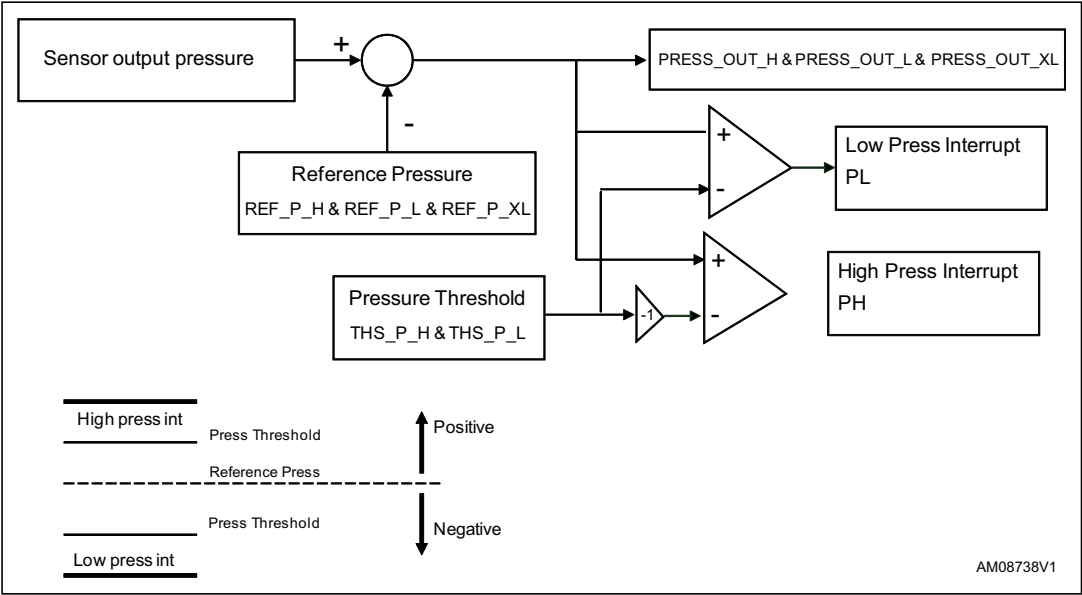 Sensor output pressure
+
PRESS_OUT_H & PRESS_OUT_L & PRESS_OUT_XL
-
Reference Pressure
REF_P_H & REF_P_L & REF_P_XL
+
-
Low Press Interrupt
PL
Pressure Threshold
THS_P_H & THS_P_L
-1
+
-
High Press Interrupt
PH
High press int
Press Threshold
Reference Press
Press Threshold
Low press int
Positive
Negative
AM08738V1